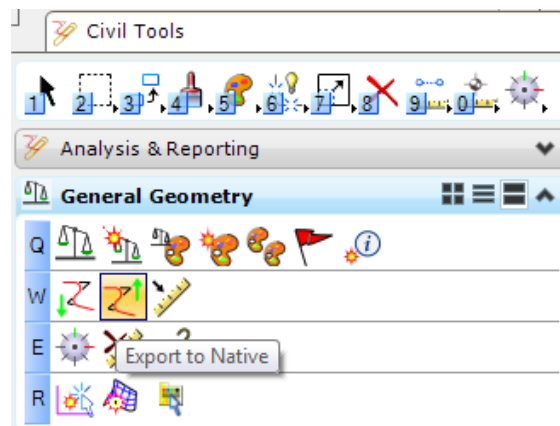 Civil Tools
1 2 3 4 5 6 7 8 9 0
Analysis & Reporting
General Geometry
Q
W
E
Export to Native
R